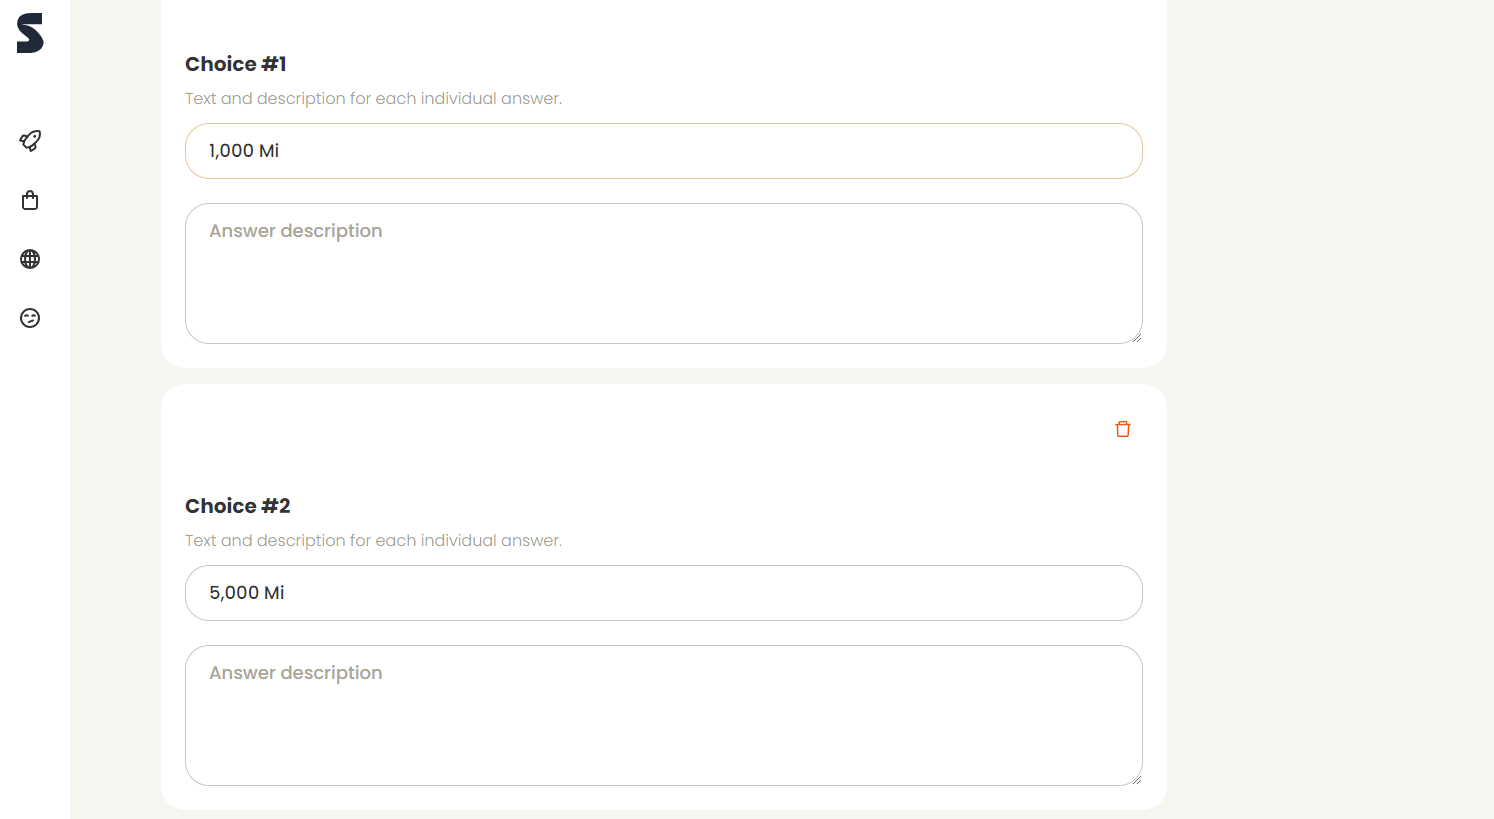 S
Choice #1
Text and description for each individual answer.
1,000 Mi
Answer description
Choice #2
Text and description for each individual answer.
5,000 Mi
Answer description